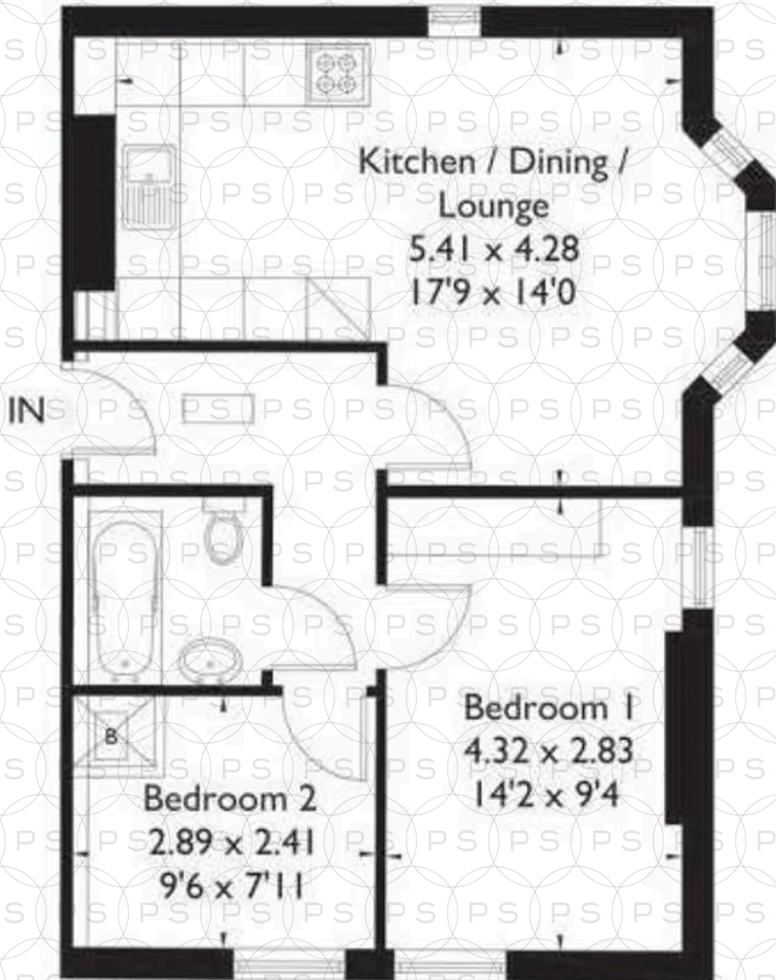 Kitchen / Dining /
Lounge
5.41 x 4.28
17'9 x 14'0
IN
Bedroom 1
4.32 x 2.83
14'2 x 9'4
B
Bedroom 2
2.89 x 2.41
9'6 x 7'11